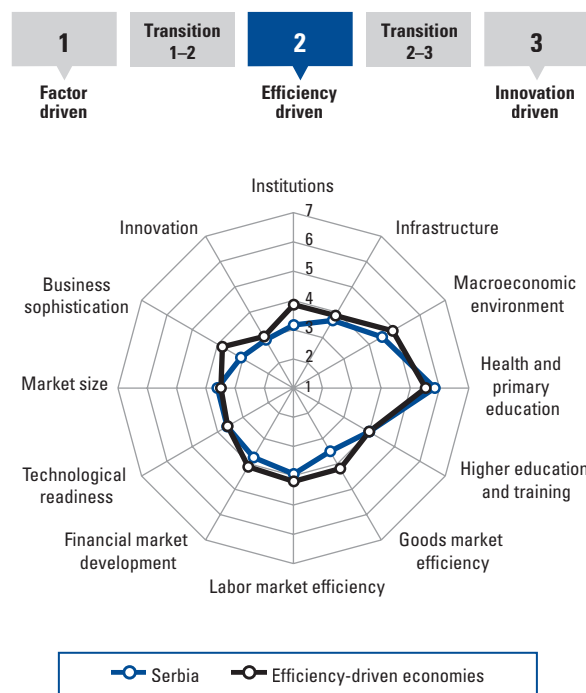 1
Transition
1–2
2
Transition
2–3
3
Factor
driven
Efficiency
driven
Innovation
driven
Institutions
7
Innovation
Infrastructure
6
5
Business
sophistication
Macroeconomic
environment
4
3
2
Market size
1
Health and
primary
education
Technological
readiness
Higher education
and training
Financial market
development
Goods market
efficiency
Labor market efficiency
Serbia
Efficiency-driven economies